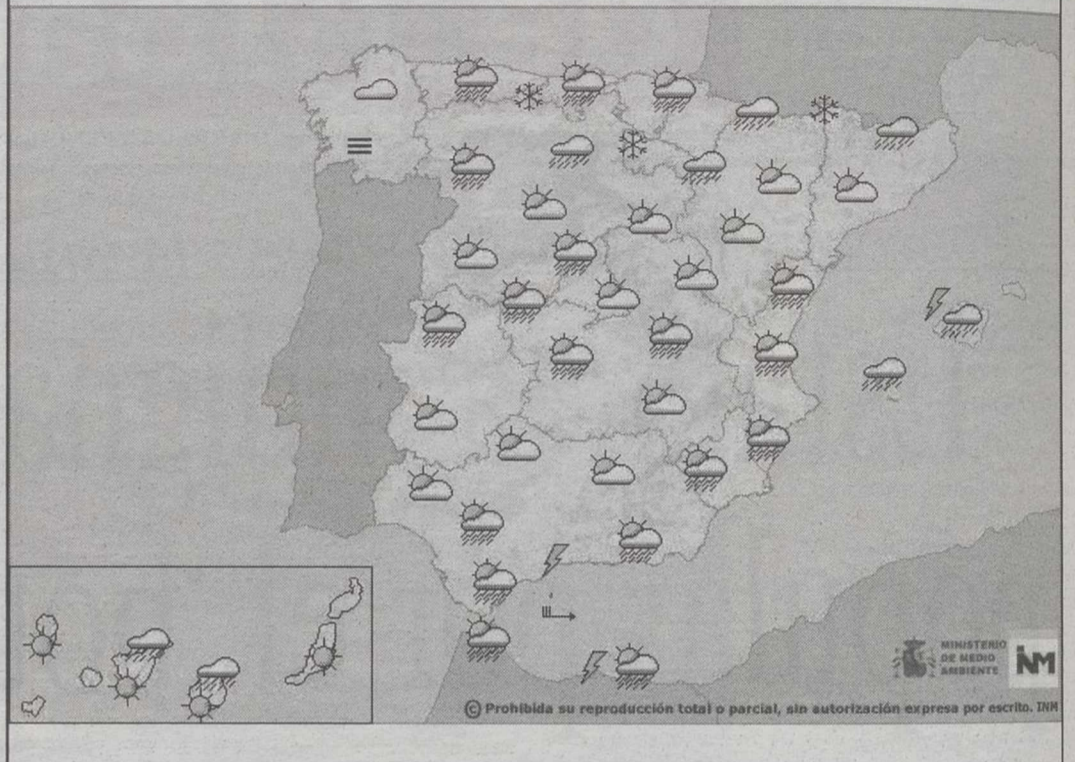 MINISTERIO
DE MEDIO
AMBIENTE
INM
© Prohibida su reproducción total o parcial, sin autorización expresa por escrito. INM